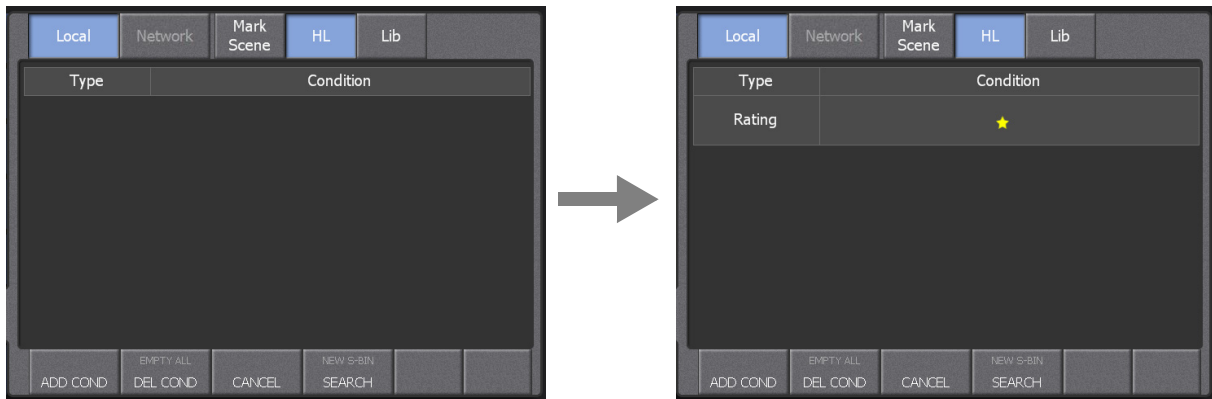 Local Network Mark Scene HL Lib
Type Condition
EMPTY ALL NEW S-BIN
ADD COND DEL COND CANCEL SEARCH
Local Network Mark Scene HL Lib
Type Condition
Rating
EMPTY ALL NEW S-BIN
ADD COND DEL COND CANCEL SEARCH